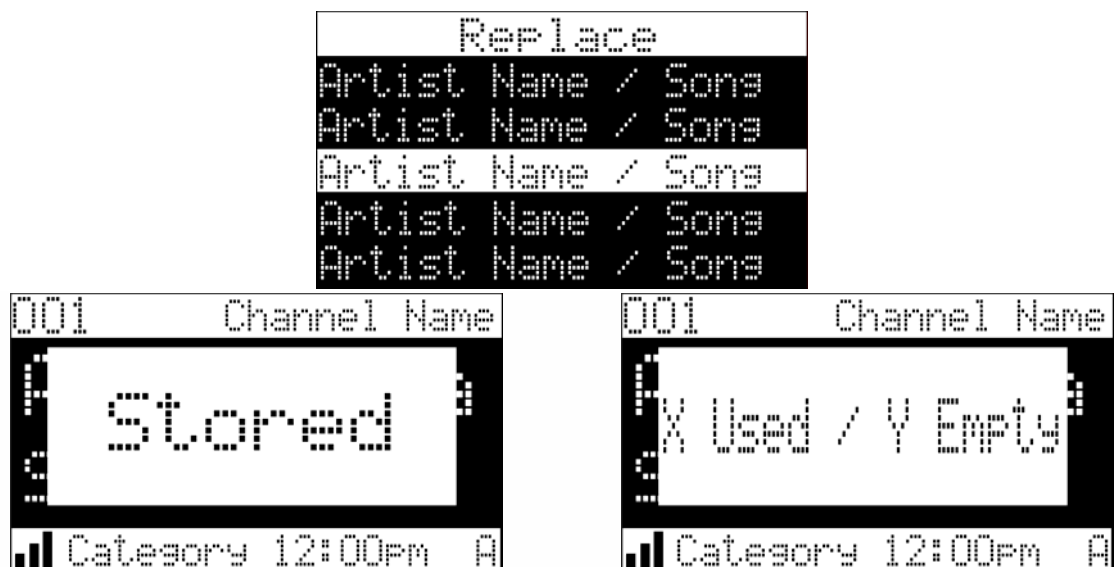 Replace
Artist Name / Song
Artist Name / Song
Artist Name / Song
Artist Name / Song
Artist Name / Song
001 Channel Name
Stored
Category 12:00pm A
001 Channel Name
X Used / Y Empty
Category 12:00pm A